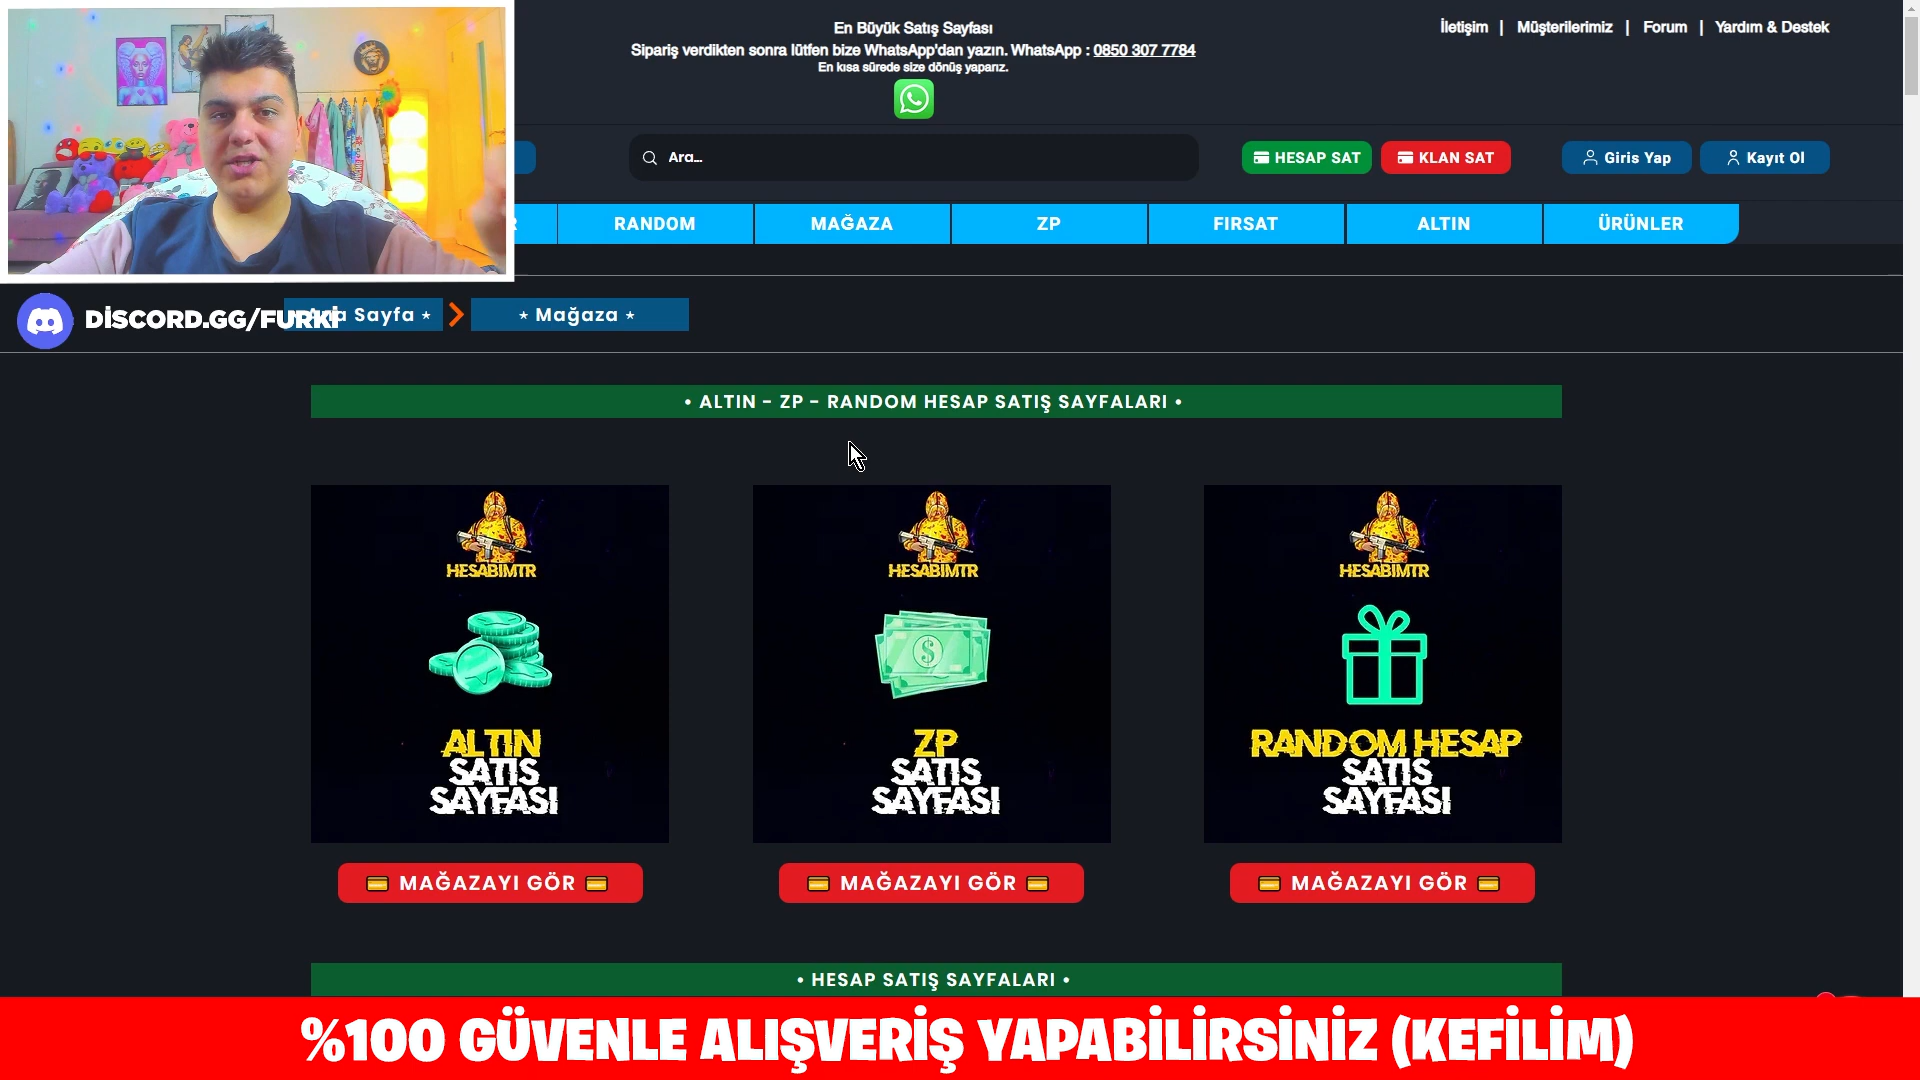 En Büyük Satış Sayfası
Sipariş verdikten sonra lütfen bize WhatsApp'dan yazın. WhatsApp : 0850 307 7784
En kısa sürede size dönüş yaparız.
İletişim | Müşterilerimiz | Forum | Yardım & Destek
Ara...
HESAP SAT
KLAN SAT
Giris Yap
Kayıt Ol
RANDOM
MAĞAZA
ZP
FIRSAT
ALTIN
ÜRÜNLER
DİSCORD.GG/FURKİ
Sayfa ⋆
⋆ Mağaza ⋆
• ALTIN - ZP - RANDOM HESAP SATIŞ SAYFALARI •
HESABIMTR
ALTIN
SATIS
SAYFASI
MAĞAZAYI GÖR
HESABIMTR
ZP
SATIS
SAYFASI
MAĞAZAYI GÖR
HESABIMTR
RANDOM HESAP
SATIS
SAYFASI
MAĞAZAYI GÖR
• HESAP SATIŞ SAYFALARI •
%100 GÜVENLE ALIŞVERİŞ YAPABİLİRSİNİZ (KEFİLİM)